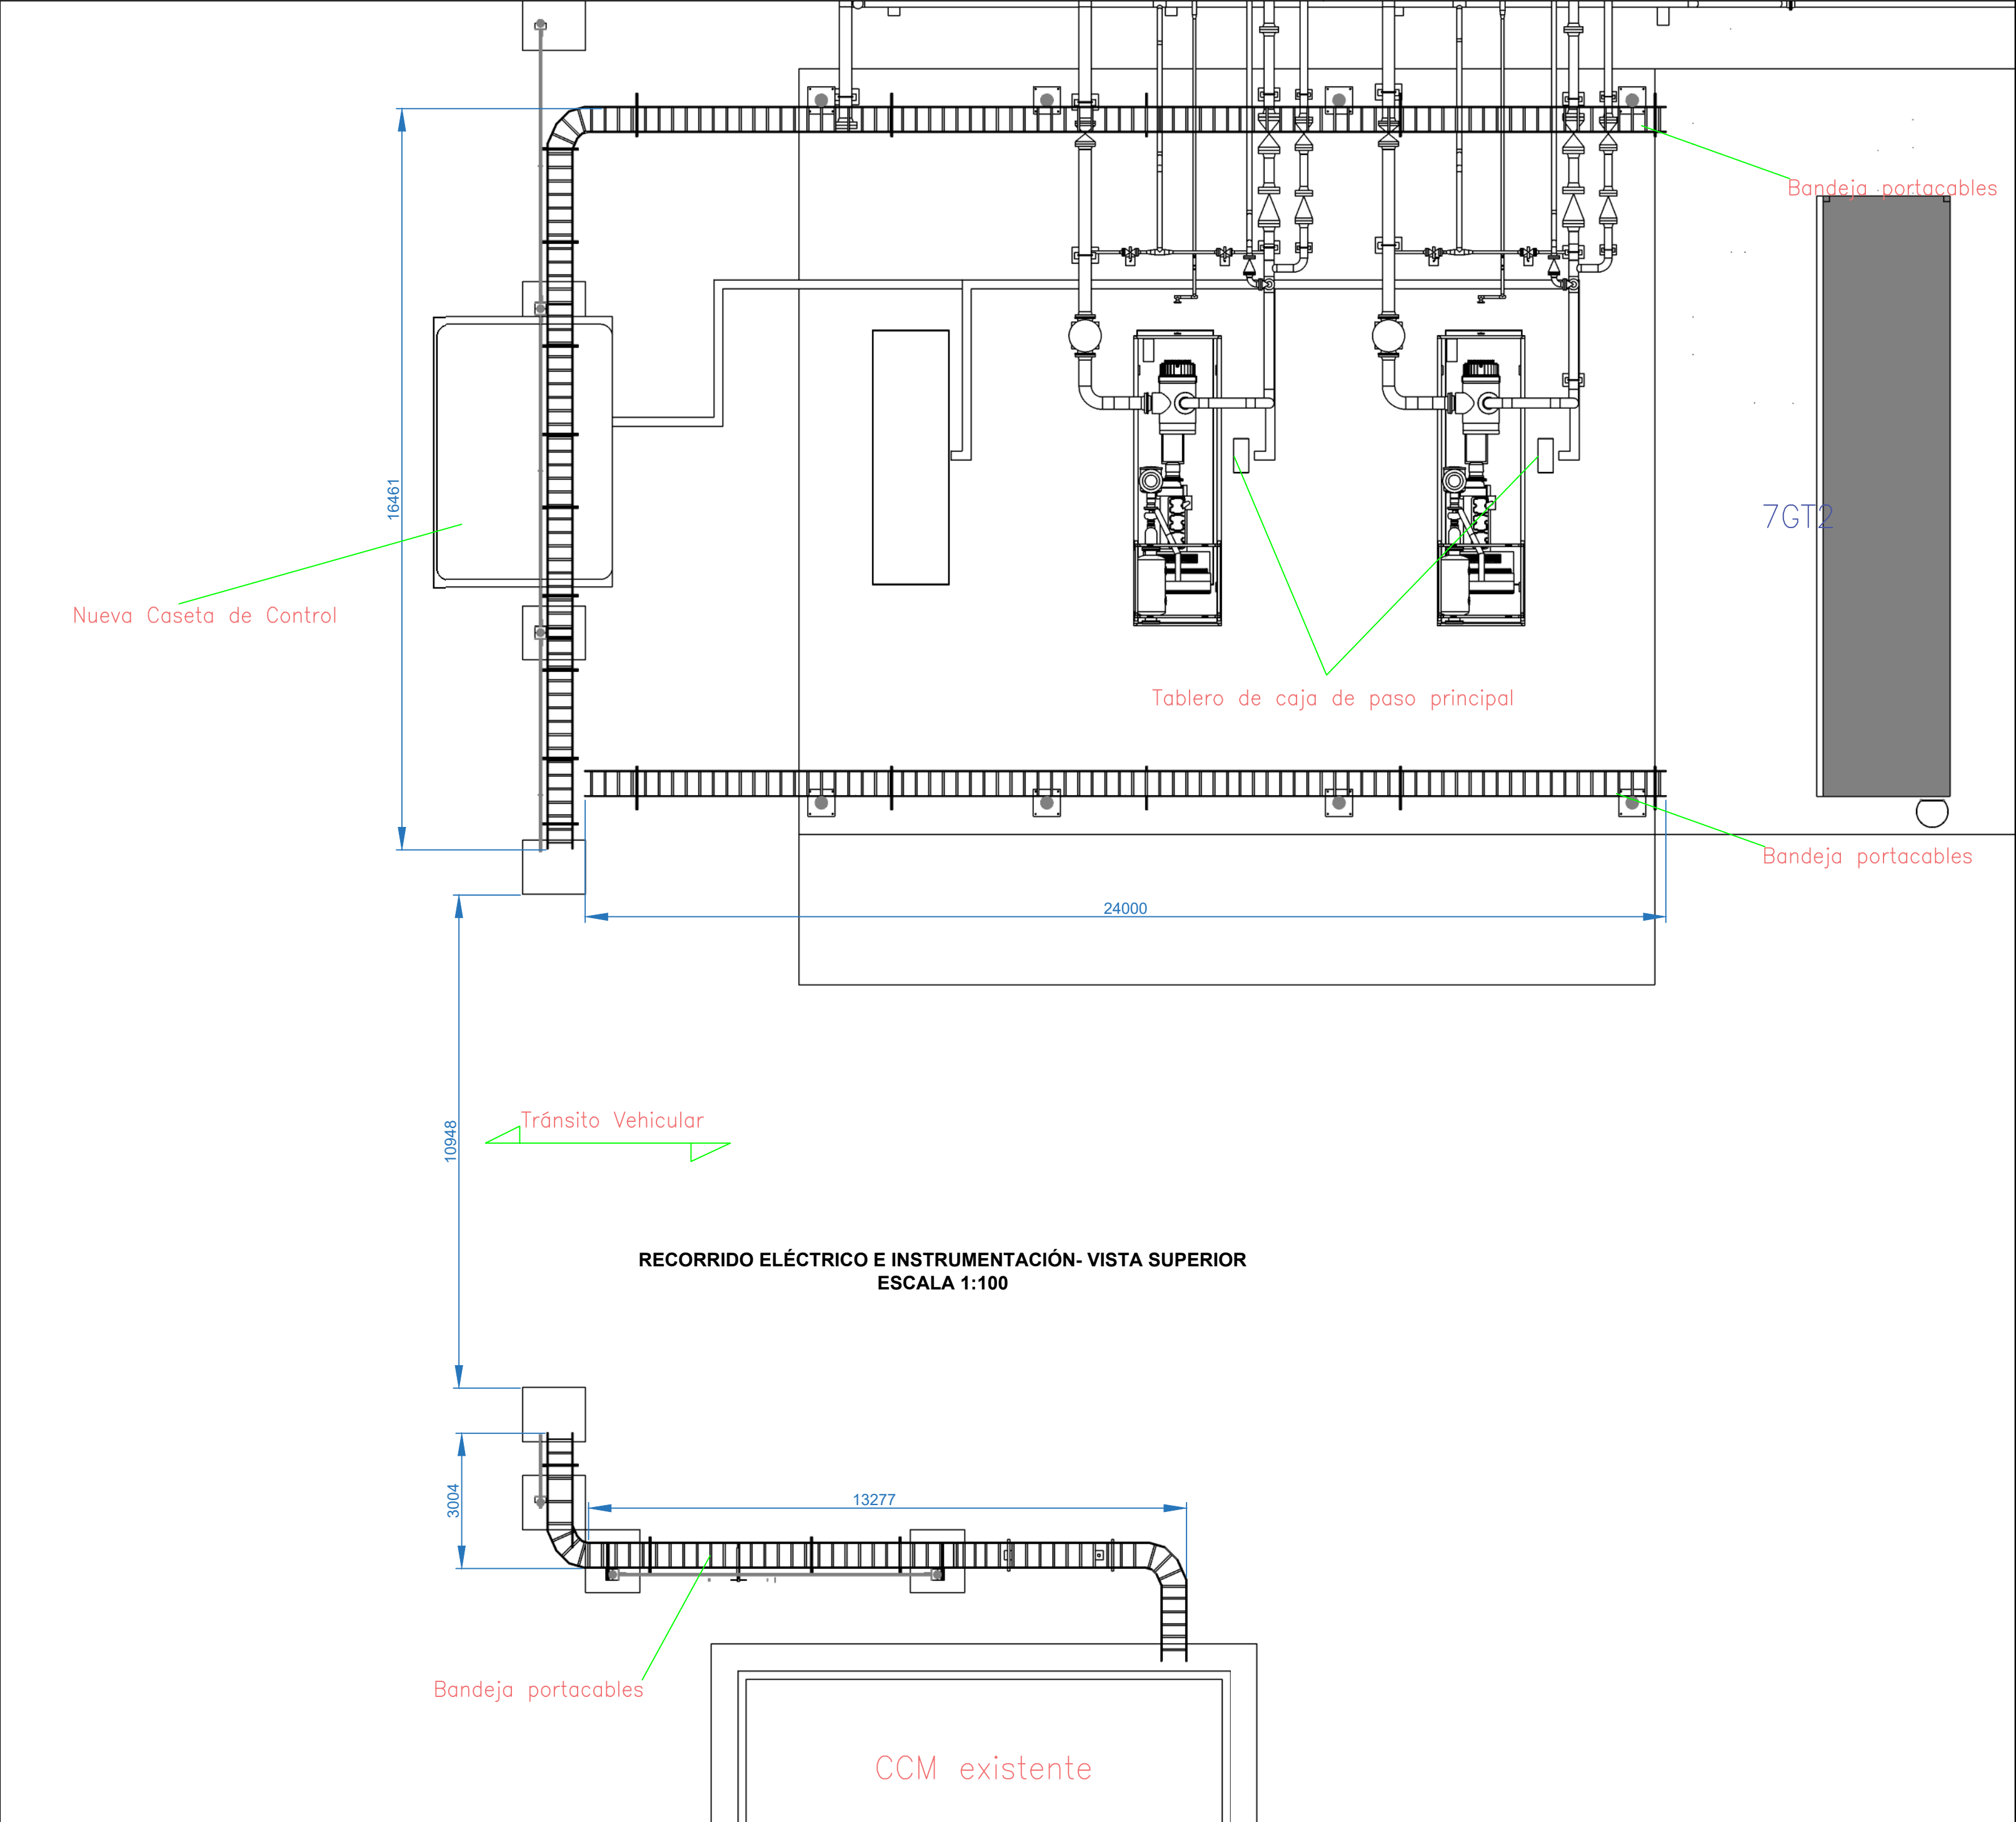 Bandeja portacables
16461
7GT2
Nueva Caseta de Control
Tablero de caja de paso principal
Bandeja portacables
24000
Tránsito Vehicular
10948
RECORRIDO ELÉCTRICO E INSTRUMENTACIÓN- VISTA SUPERIOR
ESCALA 1:100
3004
13277
Bandeja portacables
CCM existente